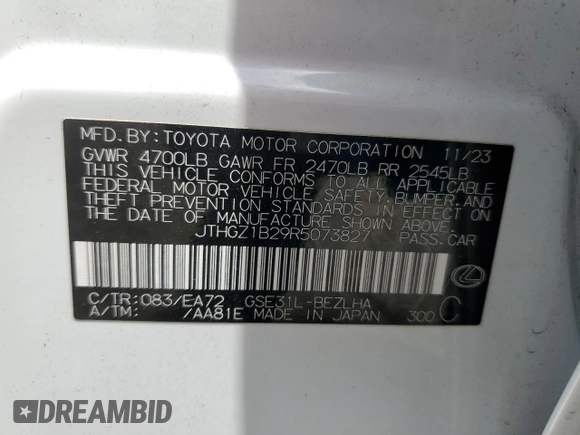 MFD. BY: TOYOTA MOTOR CORPORATION 11/23
GVWR 4700LB GAWR FR 2470LB RR 2545LB
THIS VEHICLE CONFORMS TO ALL APPLICABLE
FEDERAL MOTOR VEHICLE SAFETY, BUMPER, AND
THEFT PREVENTION STANDARDS IN EFFECT ON
THE DATE OF MANUFACTURE SHOWN ABOVE.
JTHGZ1B29R5073827 PASS. CAR
C/TR: 083/EA72 GSE31L-BEZLHA
A/TM: /AA81E MADE IN JAPAN 300 C
DREAMBID